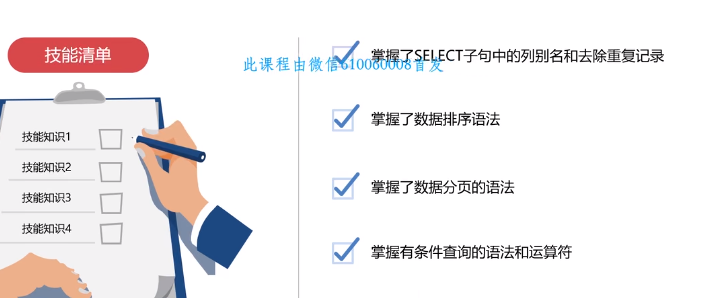 技能清单
技能知识1
技能知识2
技能知识3
技能知识4
此课程由微信610060008首发
掌握了SELECT子句中的列别名和去除重复记录
掌握了数据排序语法
掌握了数据分页的语法
掌握有条件查询的语法和运算符